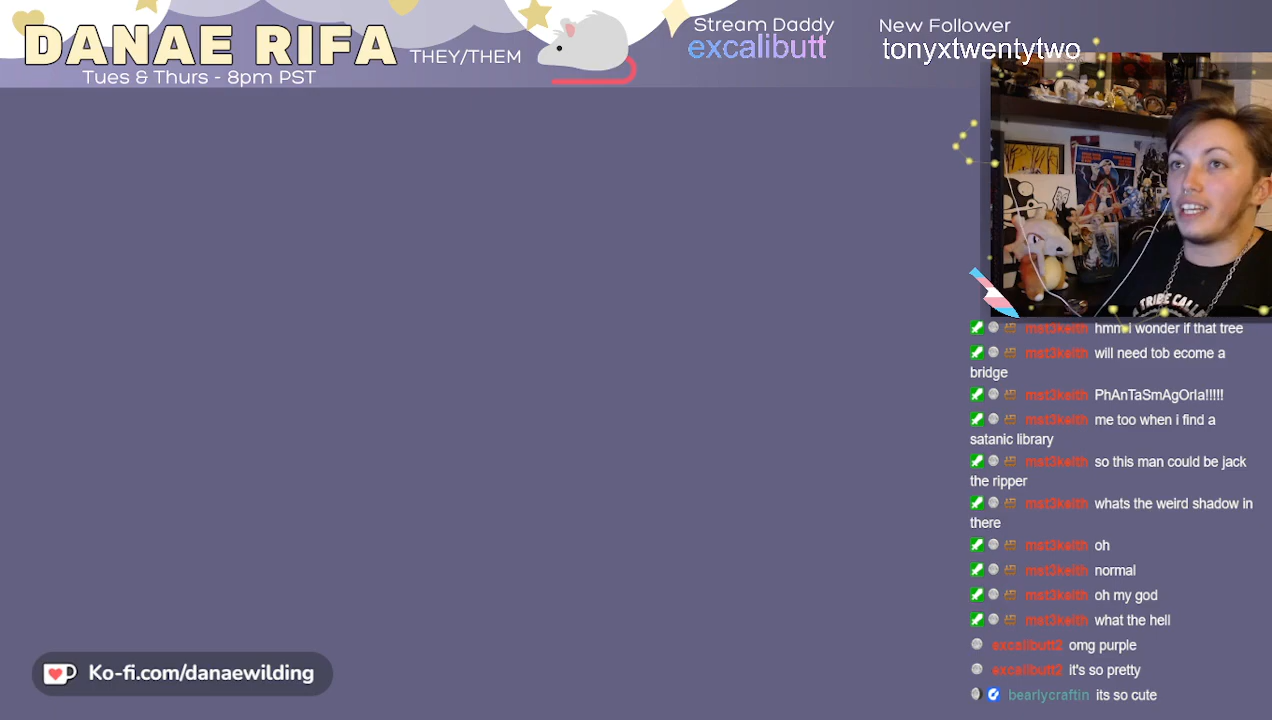 DANAE RIFA
THEY/THEM
Tues & Thurs - 8pm PST
Stream Daddy
excalibutt
New Follower
tonyxtwentytwo
TRIBE CALL
mst3keith hmm i wonder if that tree
mst3keith will need tob ecome a
bridge
mst3keith PhAnTaSmAgOrIa!!!!!
mst3keith me too when i find a
satanic library
mst3keith so this man could be jack
the ripper
mst3keith whats the weird shadow in
there
mst3keith oh
mst3keith normal
mst3keith oh my god
mst3keith what the hell
excalibutt2 omg purple
excalibutt2 it's so pretty
bearlycraftin its so cute
Ko-fi.com/danaewilding